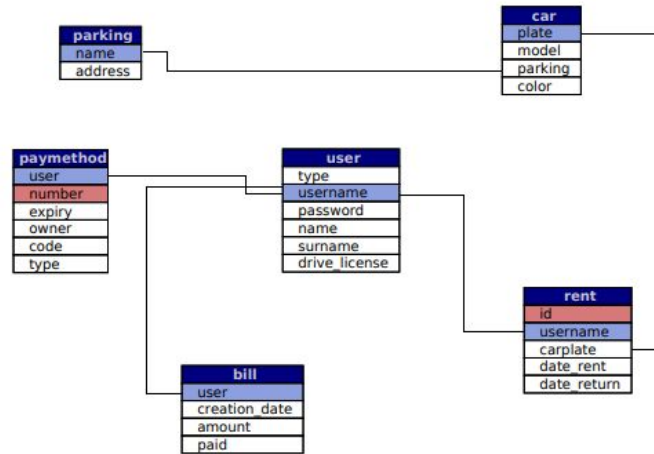 parking
name
address
car
plate
model
parking
color
paymethod
user
number
expiry
owner
code
type
user
type
username
password
name
surname
drive_license
rent
id
username
carplate
date_rent
date_return
bill
user
creation_date
amount
paid